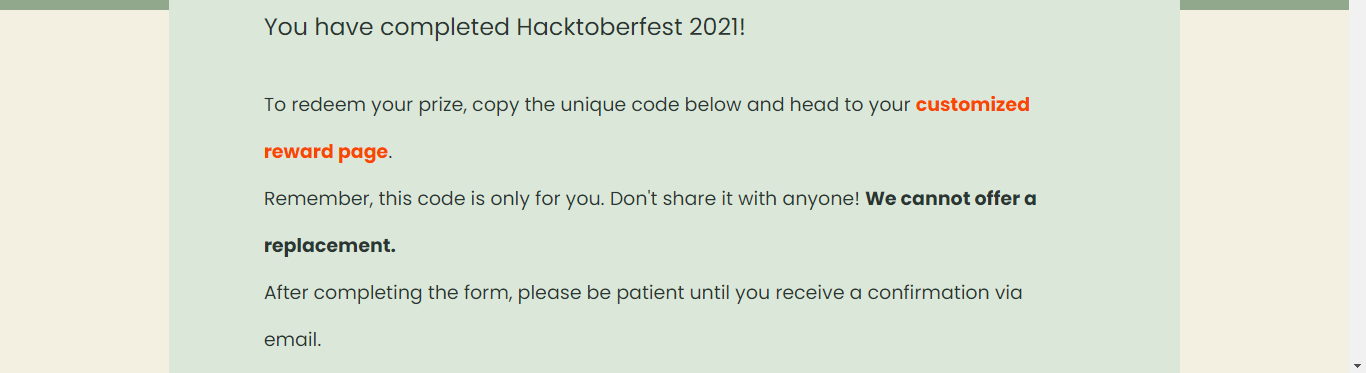 You have completed Hacktoberfest 2021!
To redeem your prize, copy the unique code below and head to your customized
reward page.
Remember, this code is only for you. Don't share it with anyone! We cannot offer a
replacement.
After completing the form, please be patient until you receive a confirmation via
email.